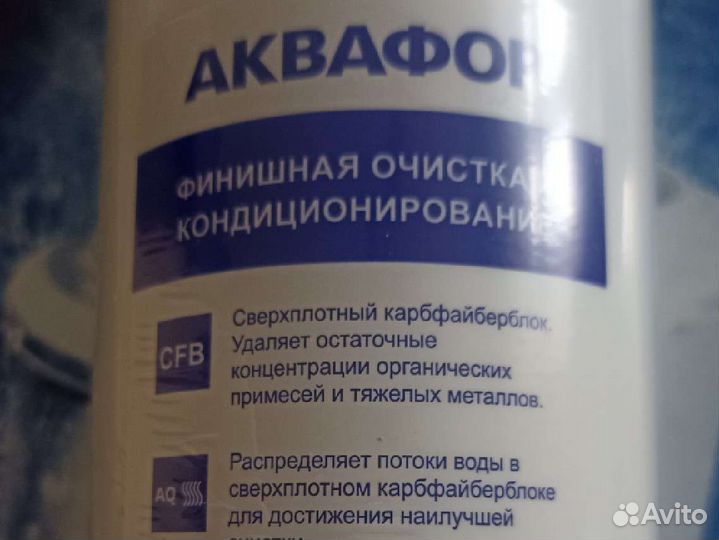 АКВАФОР
ФИНИШНАЯ ОЧИСТКА
КОНДИЦИОНИРОВАНИ
CFB
Сверхплотный карбфайберблок.
Удаляет остаточные
концентрации органических
примесей и тяжелых металлов.
AQ
Распределяет потоки воды в
сверхплотном карбфайберблоке
для достижения наилучшей
Avito